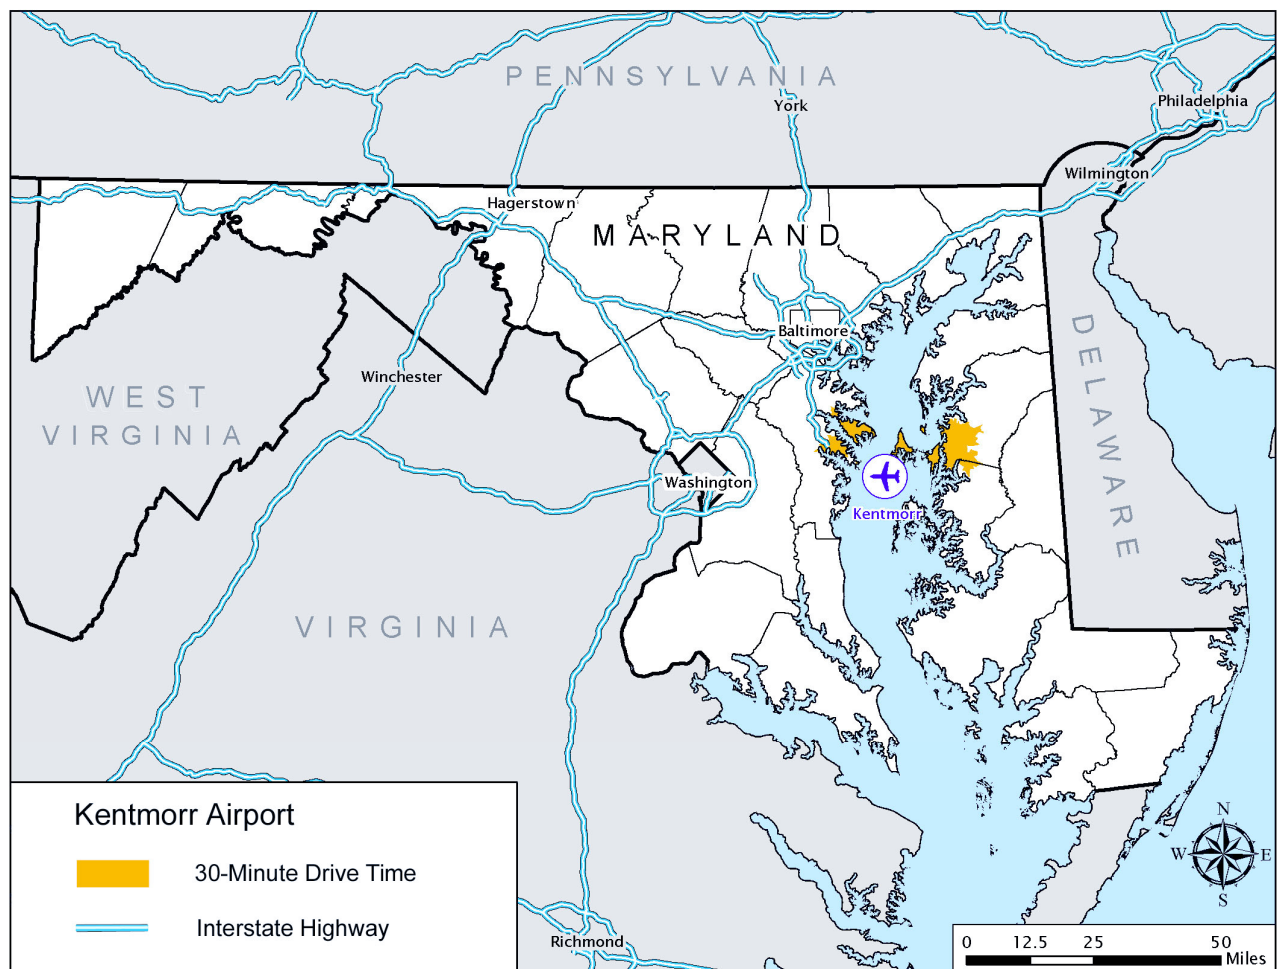 PENNSYLVANIA
York
Philadelphia
Wilmington
Hagerstown
MARYLAND
Baltimore
DELAWARE
Winchester
WEST
VIRGINIA
Washington
Kentmorr
VIRGINIA
Kentmorr Airport
30-Minute Drive Time
Interstate Highway
Richmond
N
W
E
S
0 12.5 25 50
Miles